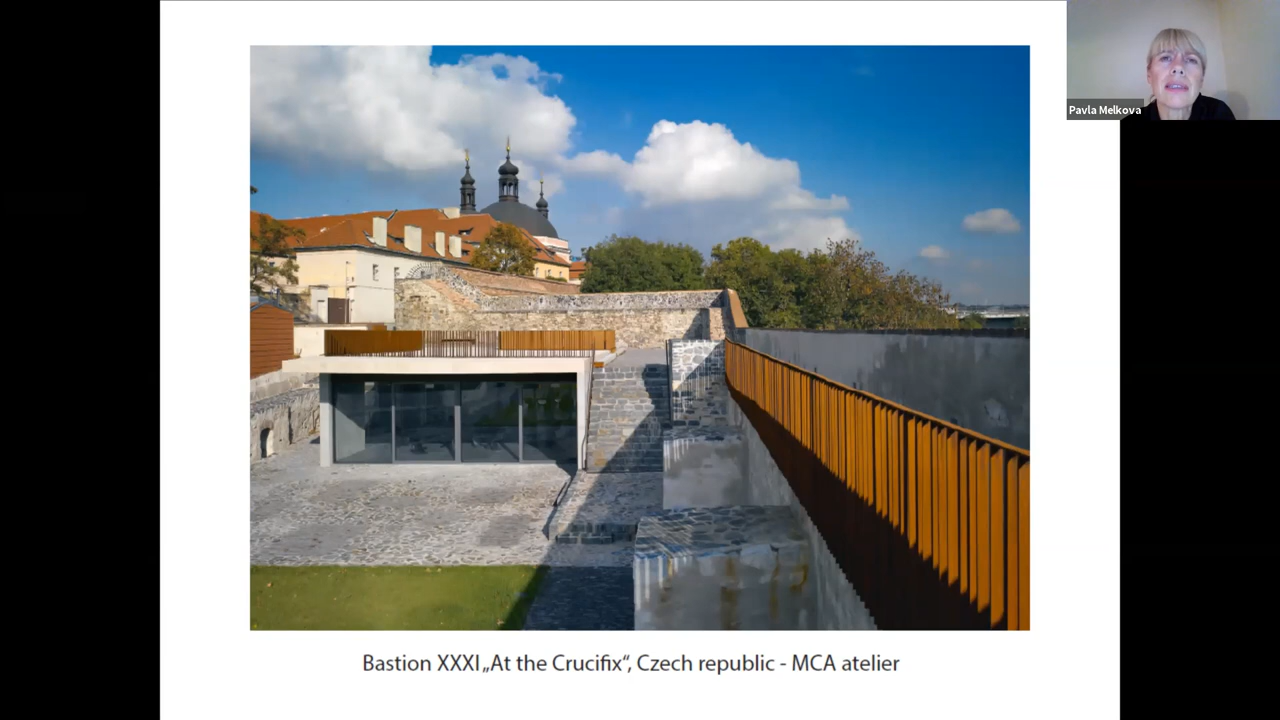 Pavla Melkova
Bastion XXXI „At the Crucifix“, Czech republic - MCA atelier